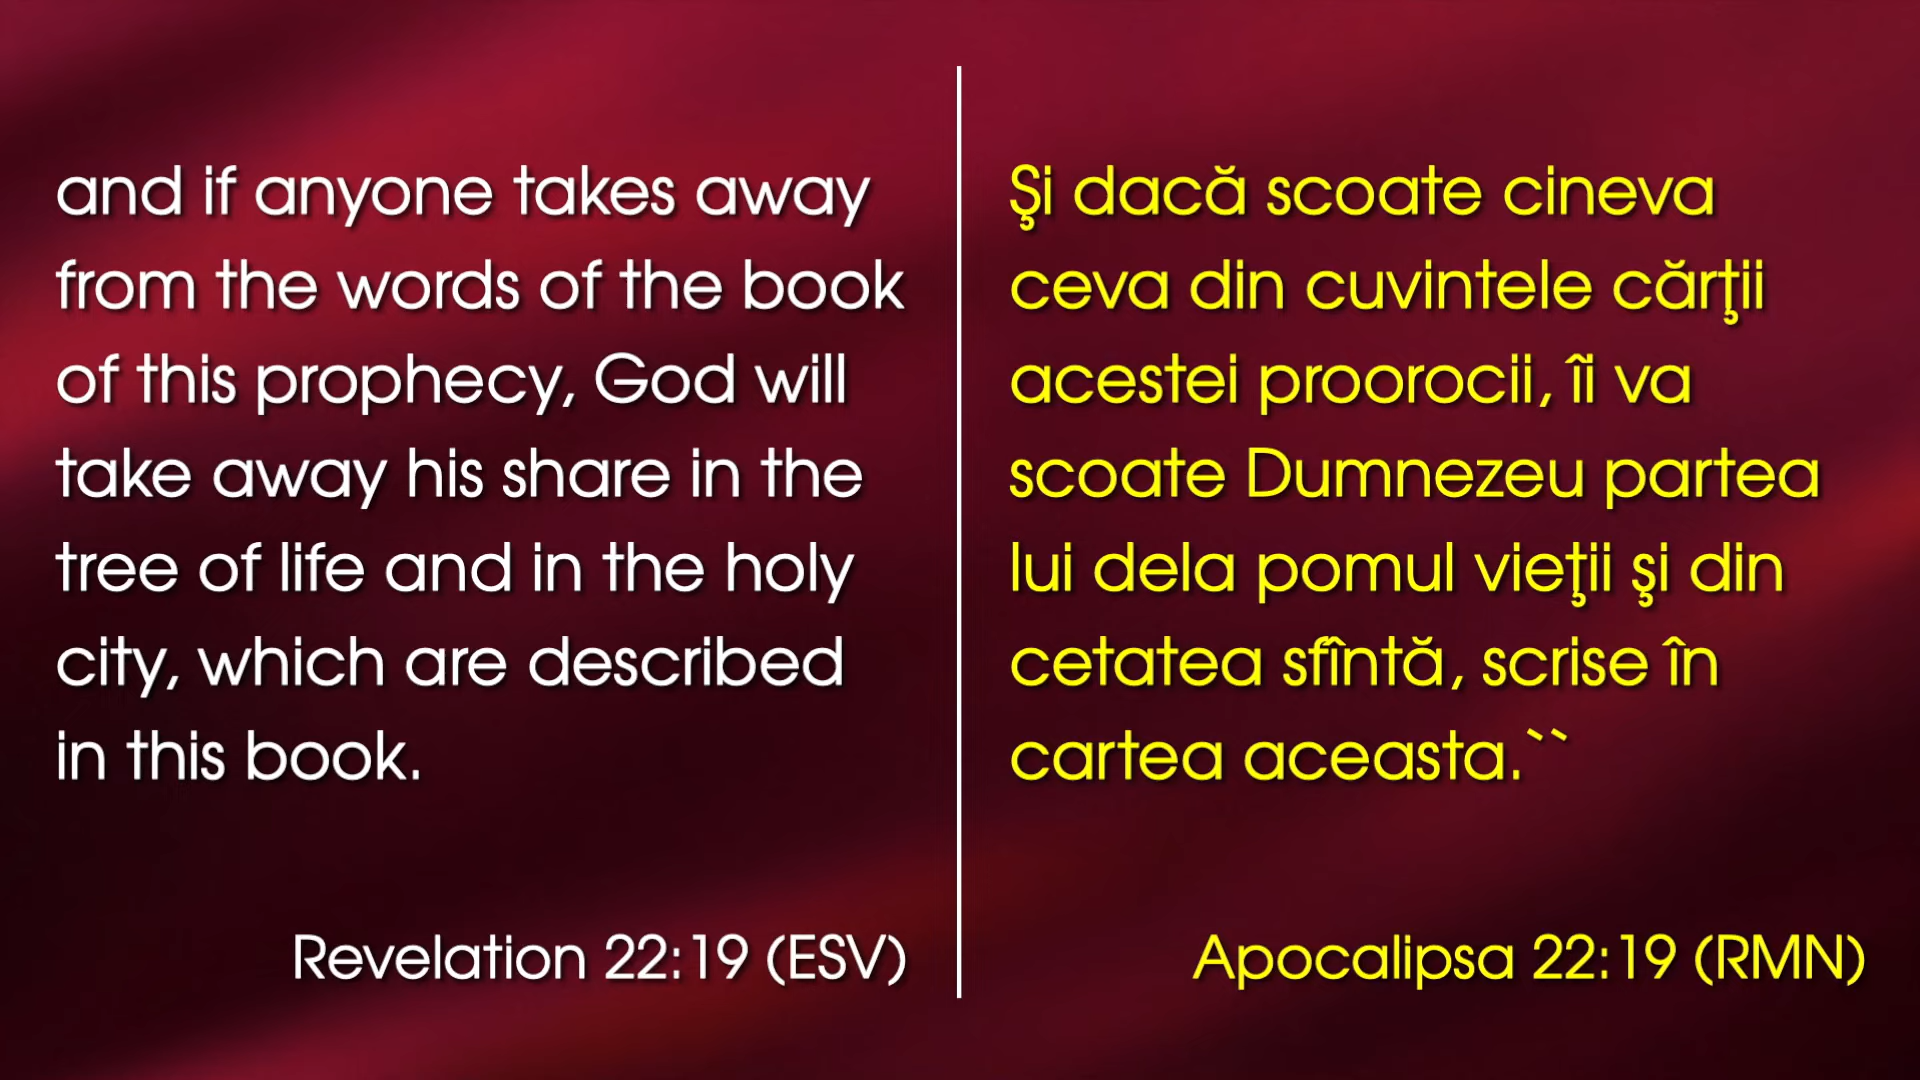 and if anyone takes away
from the words of the book
of this prophecy, God will
take away his share in the
tree of life and in the holy
city, which are described
in this book.
Revelation 22:19 (ESV)
Şi dacă scoate cineva
ceva din cuvintele cărţii
acestei proorocii, îi va
scoate Dumnezeu partea
lui dela pomul vieţii şi din
cetatea sfîntă, scrise în
cartea aceasta.``
Apocalipsa 22:19 (RMN)